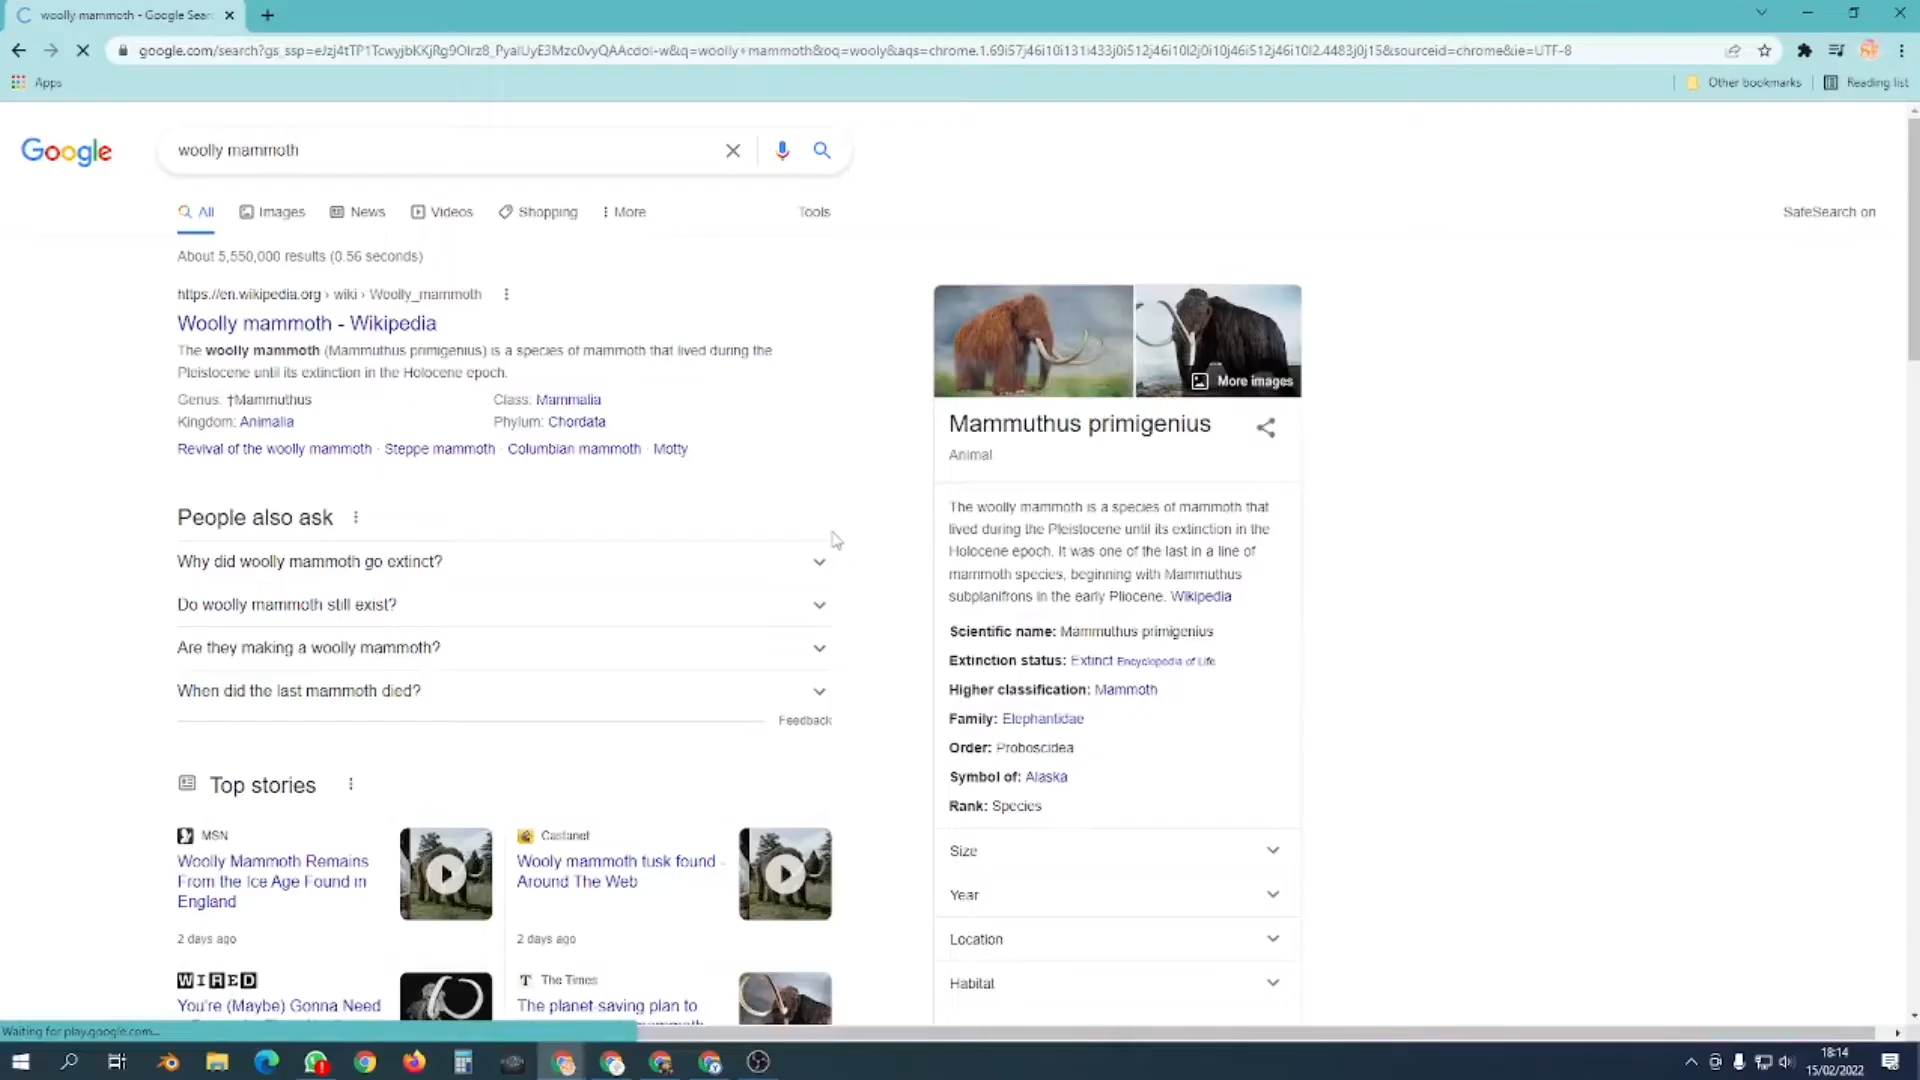 woolly mammoth - Google Sear
google.com/search?gs_ssp=eJzj4tTP1TcwyjbKKjRg9OIrz8_PyalUyE3Mzc0vyQAAcdoI-w&q=woolly+mammoth&oq=wooly&aqs=chrome.1.69i57j46i10i131i433j0i512j46i10l2j0i10j46i512j46i10l2.4483j0j15&sourceid=chrome&ie=UTF-8
Apps
Other bookmarks
Reading list
Google
woolly mammoth
All
Images
News
Videos
Shopping
More
Tools
SafeSearch on
About 5,550,000 results (0.56 seconds)
https://en.wikipedia.org › wiki › Woolly_mammoth
Woolly mammoth - Wikipedia
The woolly mammoth (Mammuthus primigenius) is a species of mammoth that lived during the
Pleistocene until its extinction in the Holocene epoch.
Genus: †Mammuthus
Class: Mammalia
Kingdom: Animalia
Phylum: Chordata
Revival of the woolly mammoth · Steppe mammoth · Columbian mammoth · Motty
People also ask
Why did woolly mammoth go extinct?
Do woolly mammoth still exist?
Are they making a woolly mammoth?
When did the last mammoth died?
Feedback
Top stories
MSN
Woolly Mammoth Remains
From the Ice Age Found in
England
2 days ago
Castanet
Wooly mammoth tusk found -
Around The Web
2 days ago
WIRED
You're (Maybe) Gonna Need
The Times
The planet-saving plan to
More images
Mammuthus primigenius
Animal
The woolly mammoth is a species of mammoth that
lived during the Pleistocene until its extinction in the
Holocene epoch. It was one of the last in a line of
mammoth species, beginning with Mammuthus
subplanifrons in the early Pliocene. Wikipedia
Scientific name: Mammuthus primigenius
Extinction status: Extinct Encyclopedia of Life
Higher classification: Mammoth
Family: Elephantidae
Order: Proboscidea
Symbol of: Alaska
Rank: Species
Size
Year
Location
Habitat
Waiting for play.google.com...
18:14
15/02/2022